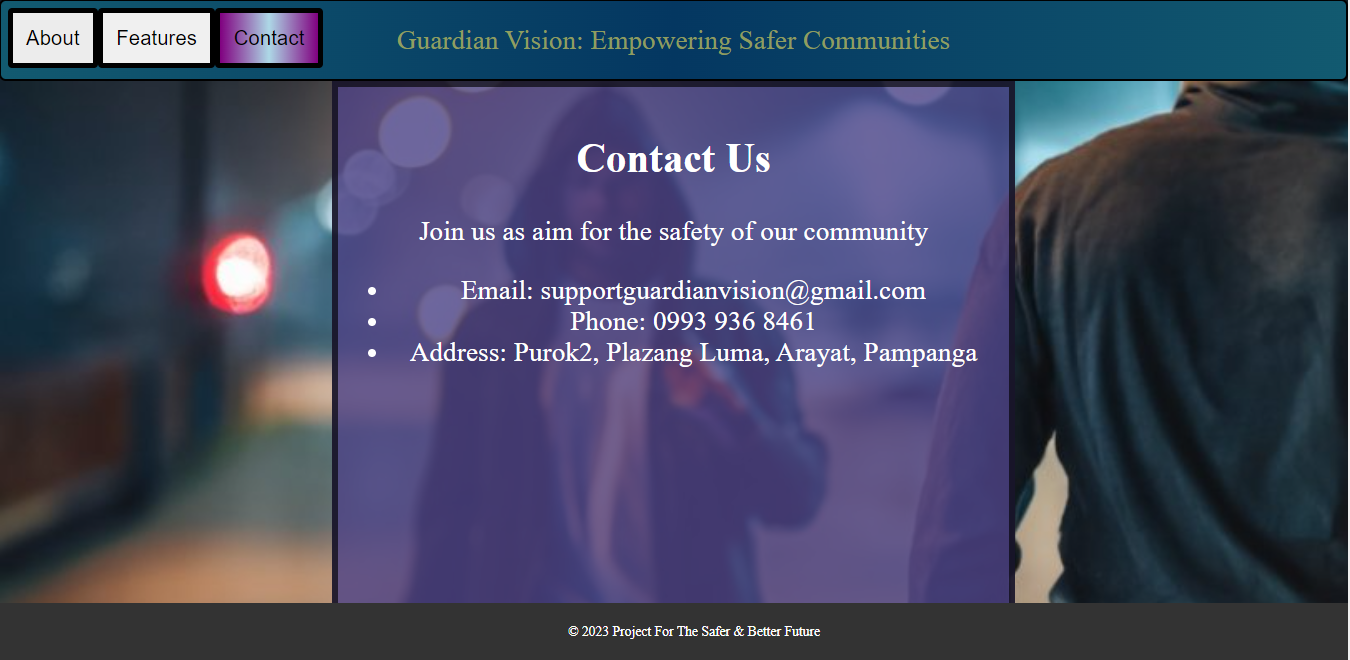 About Features Contact Guardian Vision: Empowering Safer Communities
Contact Us
Join us as aim for the safety of our community
Email: supportguardianvision@gmail.com
Phone: 0993 936 8461
Address: Purok2, Plazang Luma, Arayat, Pampanga
© 2023 Project For The Safer & Better Future